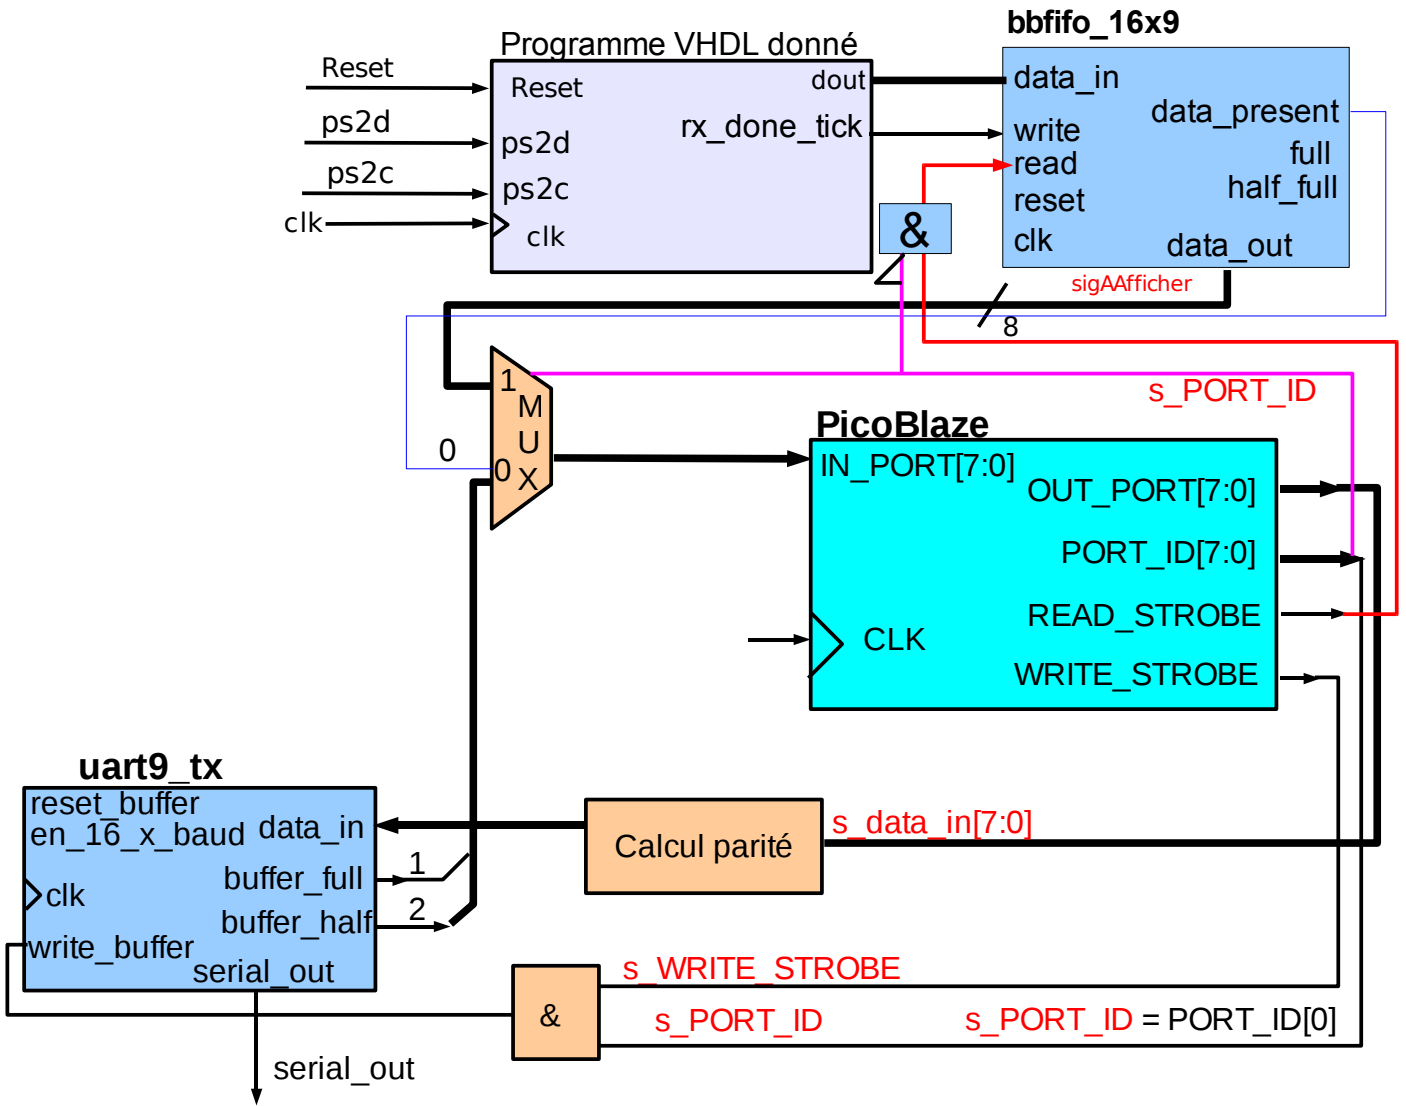 bbfifo_16x9
Programme VHDL donné
Reset
Reset
dout
data_in
data_present
ps2d
ps2d
rx_done_tick
write
full
read
ps2c
ps2c
half_full
reset
clk
clk
&
clk
data_out
sigAAfficher
8
1
M
U
X
0
0
s_PORT_ID
PicoBlaze
IN_PORT[7:0]
OUT_PORT[7:0]
PORT_ID[7:0]
READ_STROBE
CLK
WRITE_STROBE
uart9_tx
reset_buffer
en_16_x_baud
data_in
buffer_full
1
clk
buffer_half
2
write_buffer
serial_out
Calcul parité
s_data_in[7:0]
s_WRITE_STROBE
&
s_PORT_ID
s_PORT_ID = PORT_ID[0]
serial_out